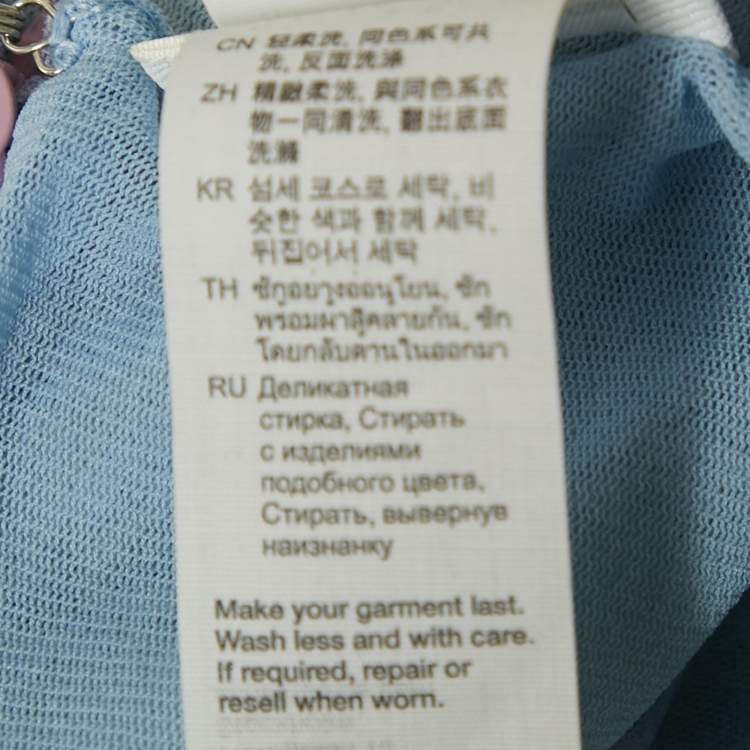 CN 轻柔洗, 同色系可共
洗, 反面洗涤
ZH 精緻柔洗, 與同色系衣
物一同清洗, 翻出底面
洗滌
KR 섬세 코스로 세탁, 비
슷한 색과 함께 세탁,
뒤집어서 세탁
TH ซักอย่างอ่อนโยน, ซัก
พร้อมผ้าสีคล้ายกัน, ซัก
โดยกลับด้านในออกมา
RU Деликатная
стирка, Стирать
с изделиями
подобного цвета,
Стирать, вывернув
наизнанку
Make your garment last.
Wash less and with care.
If required, repair or
resell when worn.